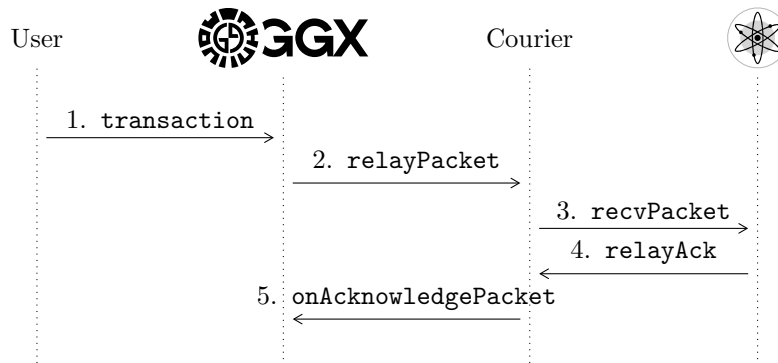 User GGX Courier
1. transaction
2. relayPacket
3. recvPacket
4. relayAck
5. onAcknowledgePacket